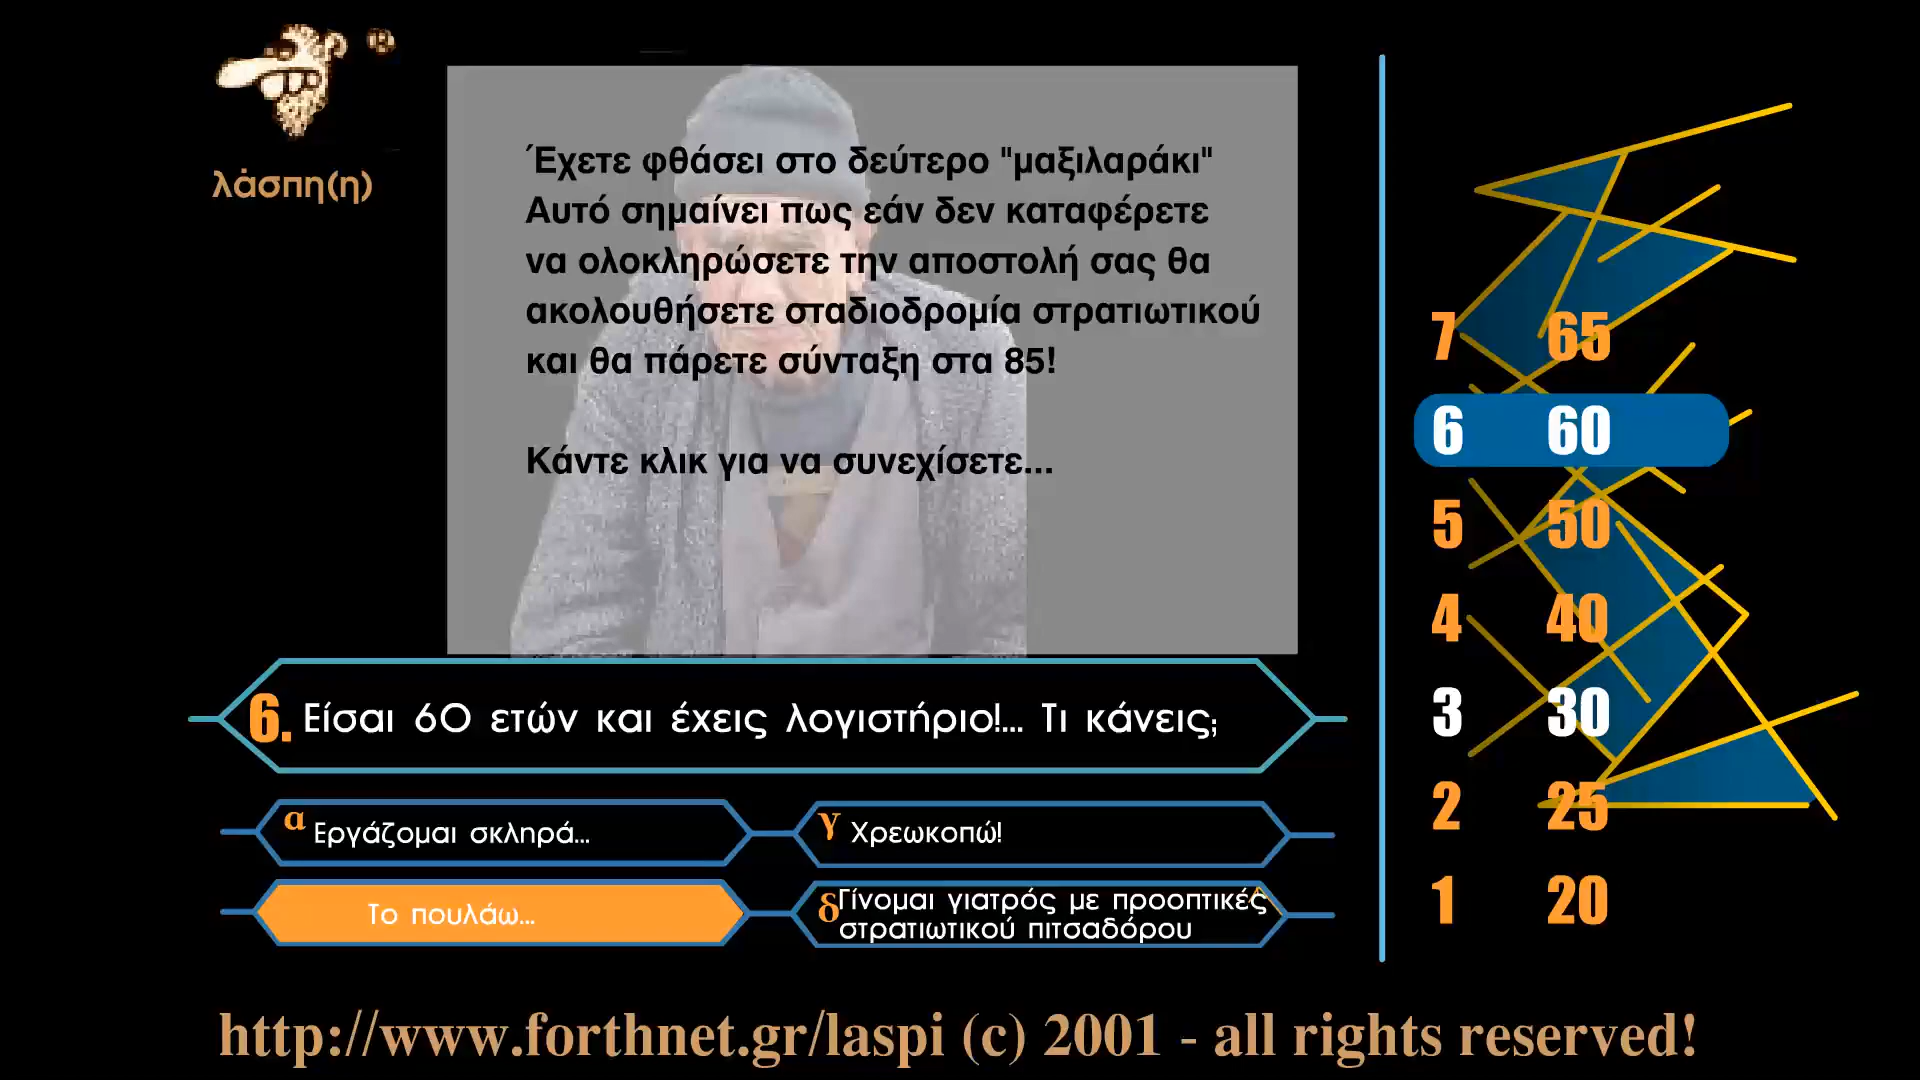 ®
λάσπη(η)
Έχετε φθάσει στο δεύτερο "μαξιλαράκι"
Αυτό σημαίνει πως εάν δεν καταφέρετε
να ολοκληρώσετε την αποστολή σας θα
ακολουθήσετε σταδιοδρομία στρατιωτικού
και θα πάρετε σύνταξη στα 85!
Κάντε κλικ για να συνεχίσετε...
6. Είσαι 60 ετών και έχεις λογιστήριο!... Τι κάνεις;
α Εργάζομαι σκληρά...
γ Χρεωκοπώ!
Το πουλάω...
δ Γίνομαι γιατρός με προοπτικές
στρατιωτικού πιτσαδόρου
7 65
6 60
5 50
4 40
3 30
2 25
1 20
http://www.forthnet.gr/laspi (c) 2001 - all rights reserved!